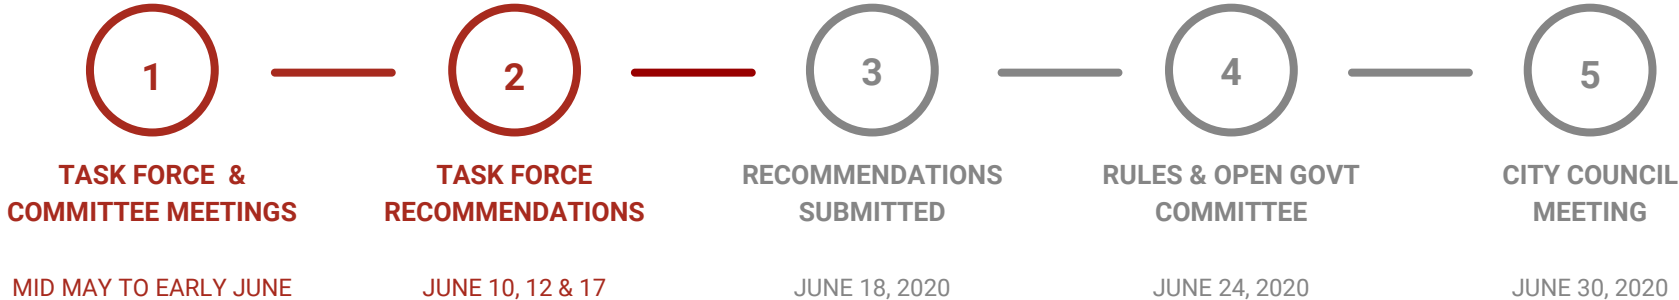 1
TASK FORCE &
COMMITTEE MEETINGS
MID MAY TO EARLY JUNE
2
TASK FORCE
RECOMMENDATIONS
JUNE 10, 12 & 17
3
RECOMMENDATIONS
SUBMITTED
JUNE 18, 2020
4
RULES & OPEN GOVT
COMMITTEE
JUNE 24, 2020
5
CITY COUNCIL
MEETING
JUNE 30, 2020